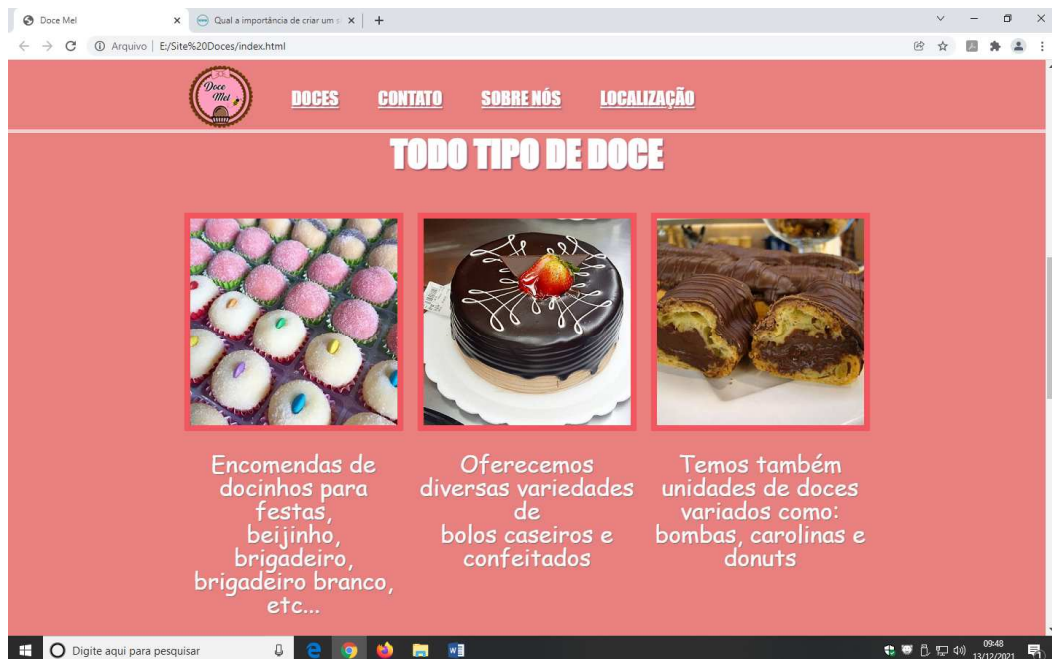 Doce Mel
Qual a importância de criar um s
Arquivo | E:/Site%20Doces/index.html
Doce
Mel
DOCES CONTATO SOBRE NÓS LOCALIZAÇÃO
TODO TIPO DE DOCE
Encomendas de
docinhos para
festas,
beijinho,
brigadeiro,
brigadeiro branco,
etc...
Oferecemos
diversas variedades
de
bolos caseiros e
confeitados
Temos também
unidades de doces
variados como:
bombas, carolinas e
donuts
Digite aqui para pesquisar
09:48
13/12/2021